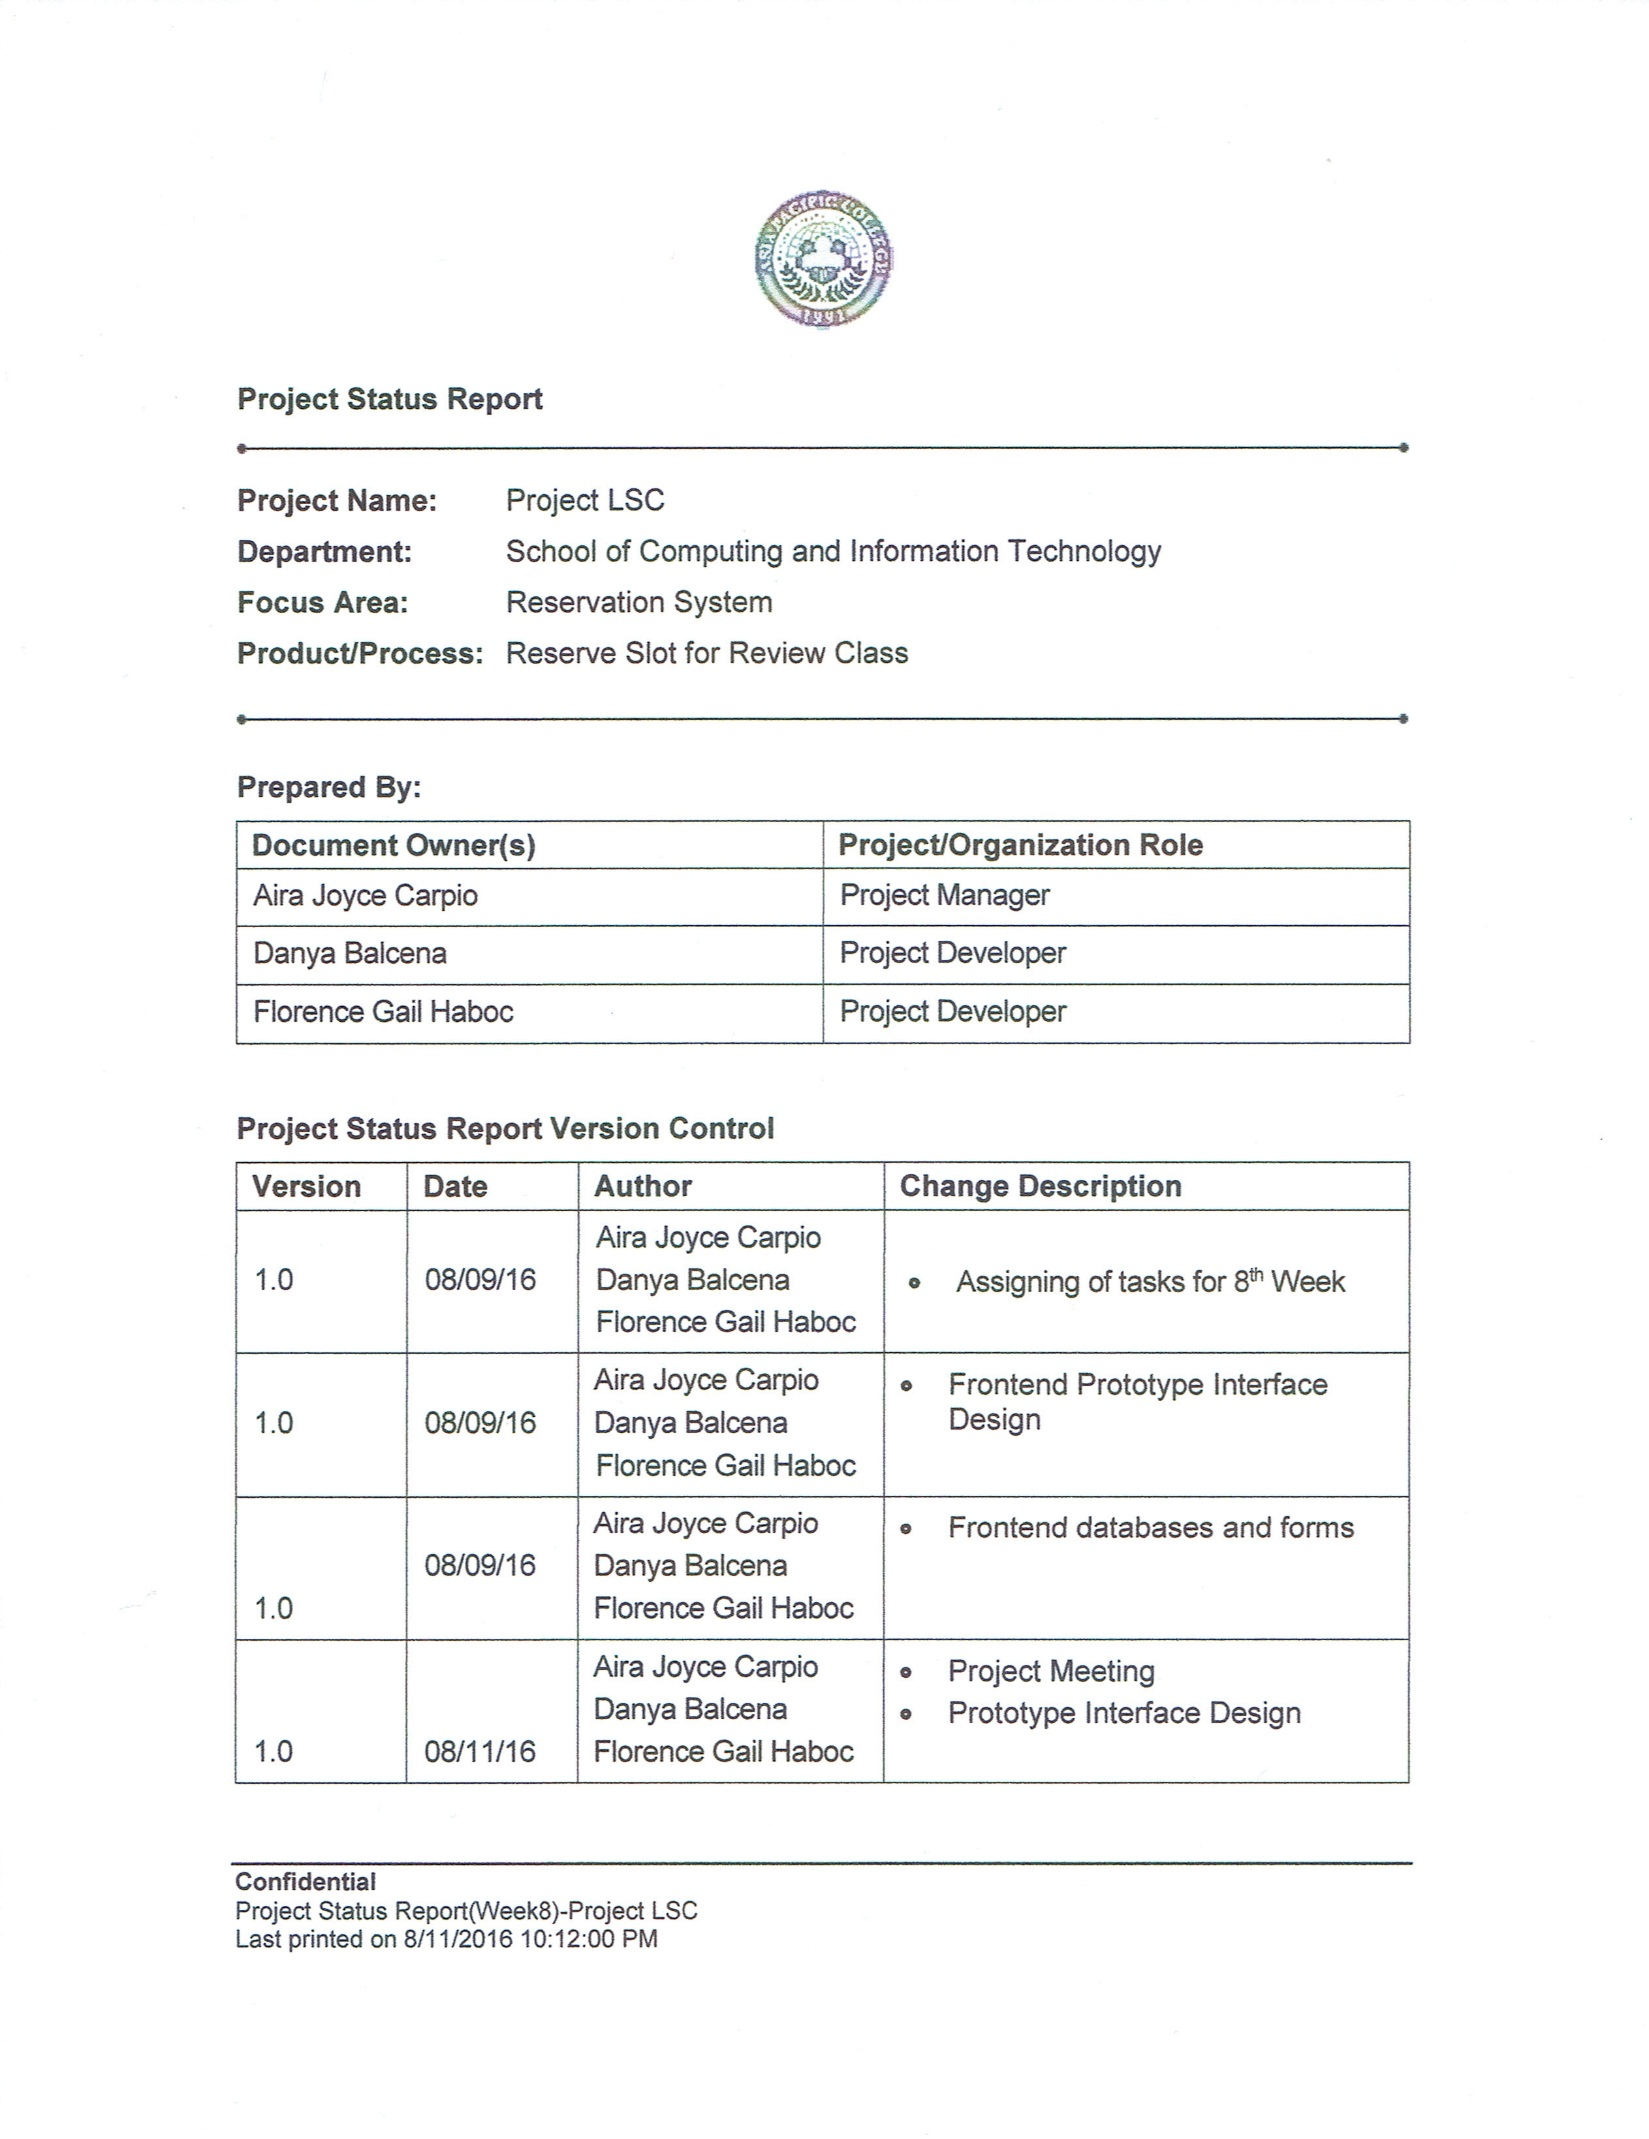 ASIA PACIFIC COLLEGE
1991
Project Status Report
Project Name: Project LSC
Department: School of Computing and Information Technology
Focus Area: Reservation System
Product/Process: Reserve Slot for Review Class
Prepared By:
Document Owner(s) Project/Organization Role
Aira Joyce Carpio Project Manager
Danya Balcena Project Developer
Florence Gail Haboc Project Developer
Project Status Report Version Control
Version Date Author Change Description
Aira Joyce Carpio
1.0 08/09/16 Danya Balcena • Assigning of tasks for 8th Week
Florence Gail Haboc
Aira Joyce Carpio • Frontend Prototype Interface
1.0 08/09/16 Danya Balcena Design
Florence Gail Haboc
Aira Joyce Carpio • Frontend databases and forms
08/09/16 Danya Balcena
1.0 Florence Gail Haboc
Aira Joyce Carpio • Project Meeting
Danya Balcena • Prototype Interface Design
1.0 08/11/16 Florence Gail Haboc
Confidential
Project Status Report(Week8)-Project LSC
Last printed on 8/11/2016 10:12:00 PM